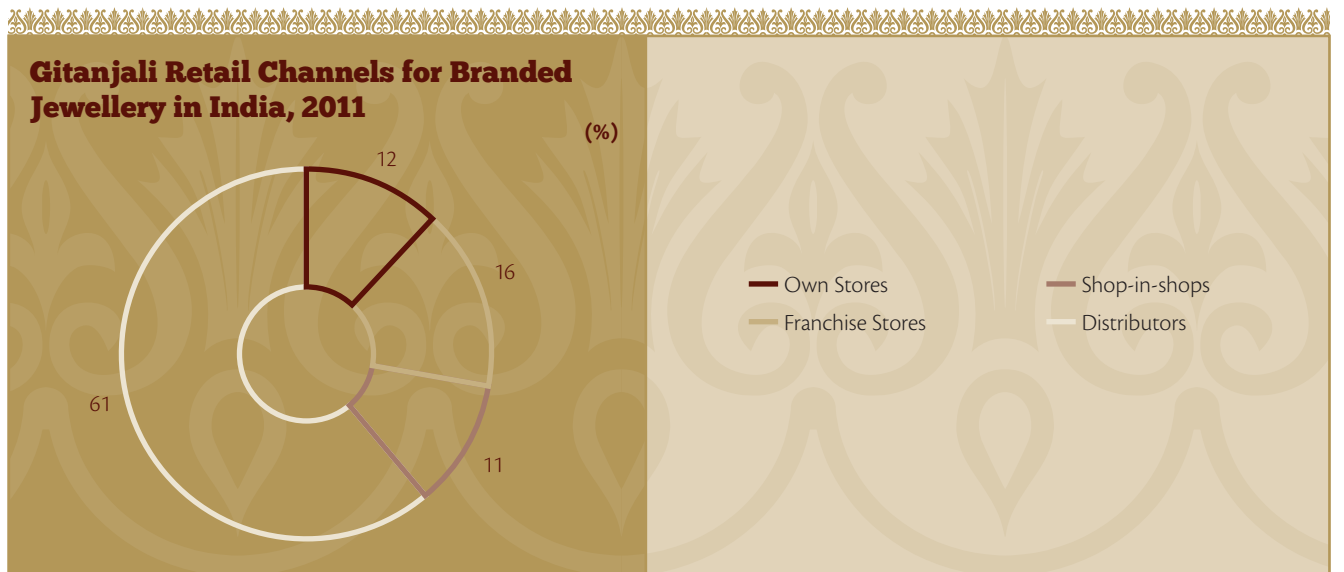 Gitanjali Retail Channels for Branded
Jewellery in India, 2011
(%)
12
16
11
61
Own Stores
Franchise Stores
Shop-in-shops
Distributors